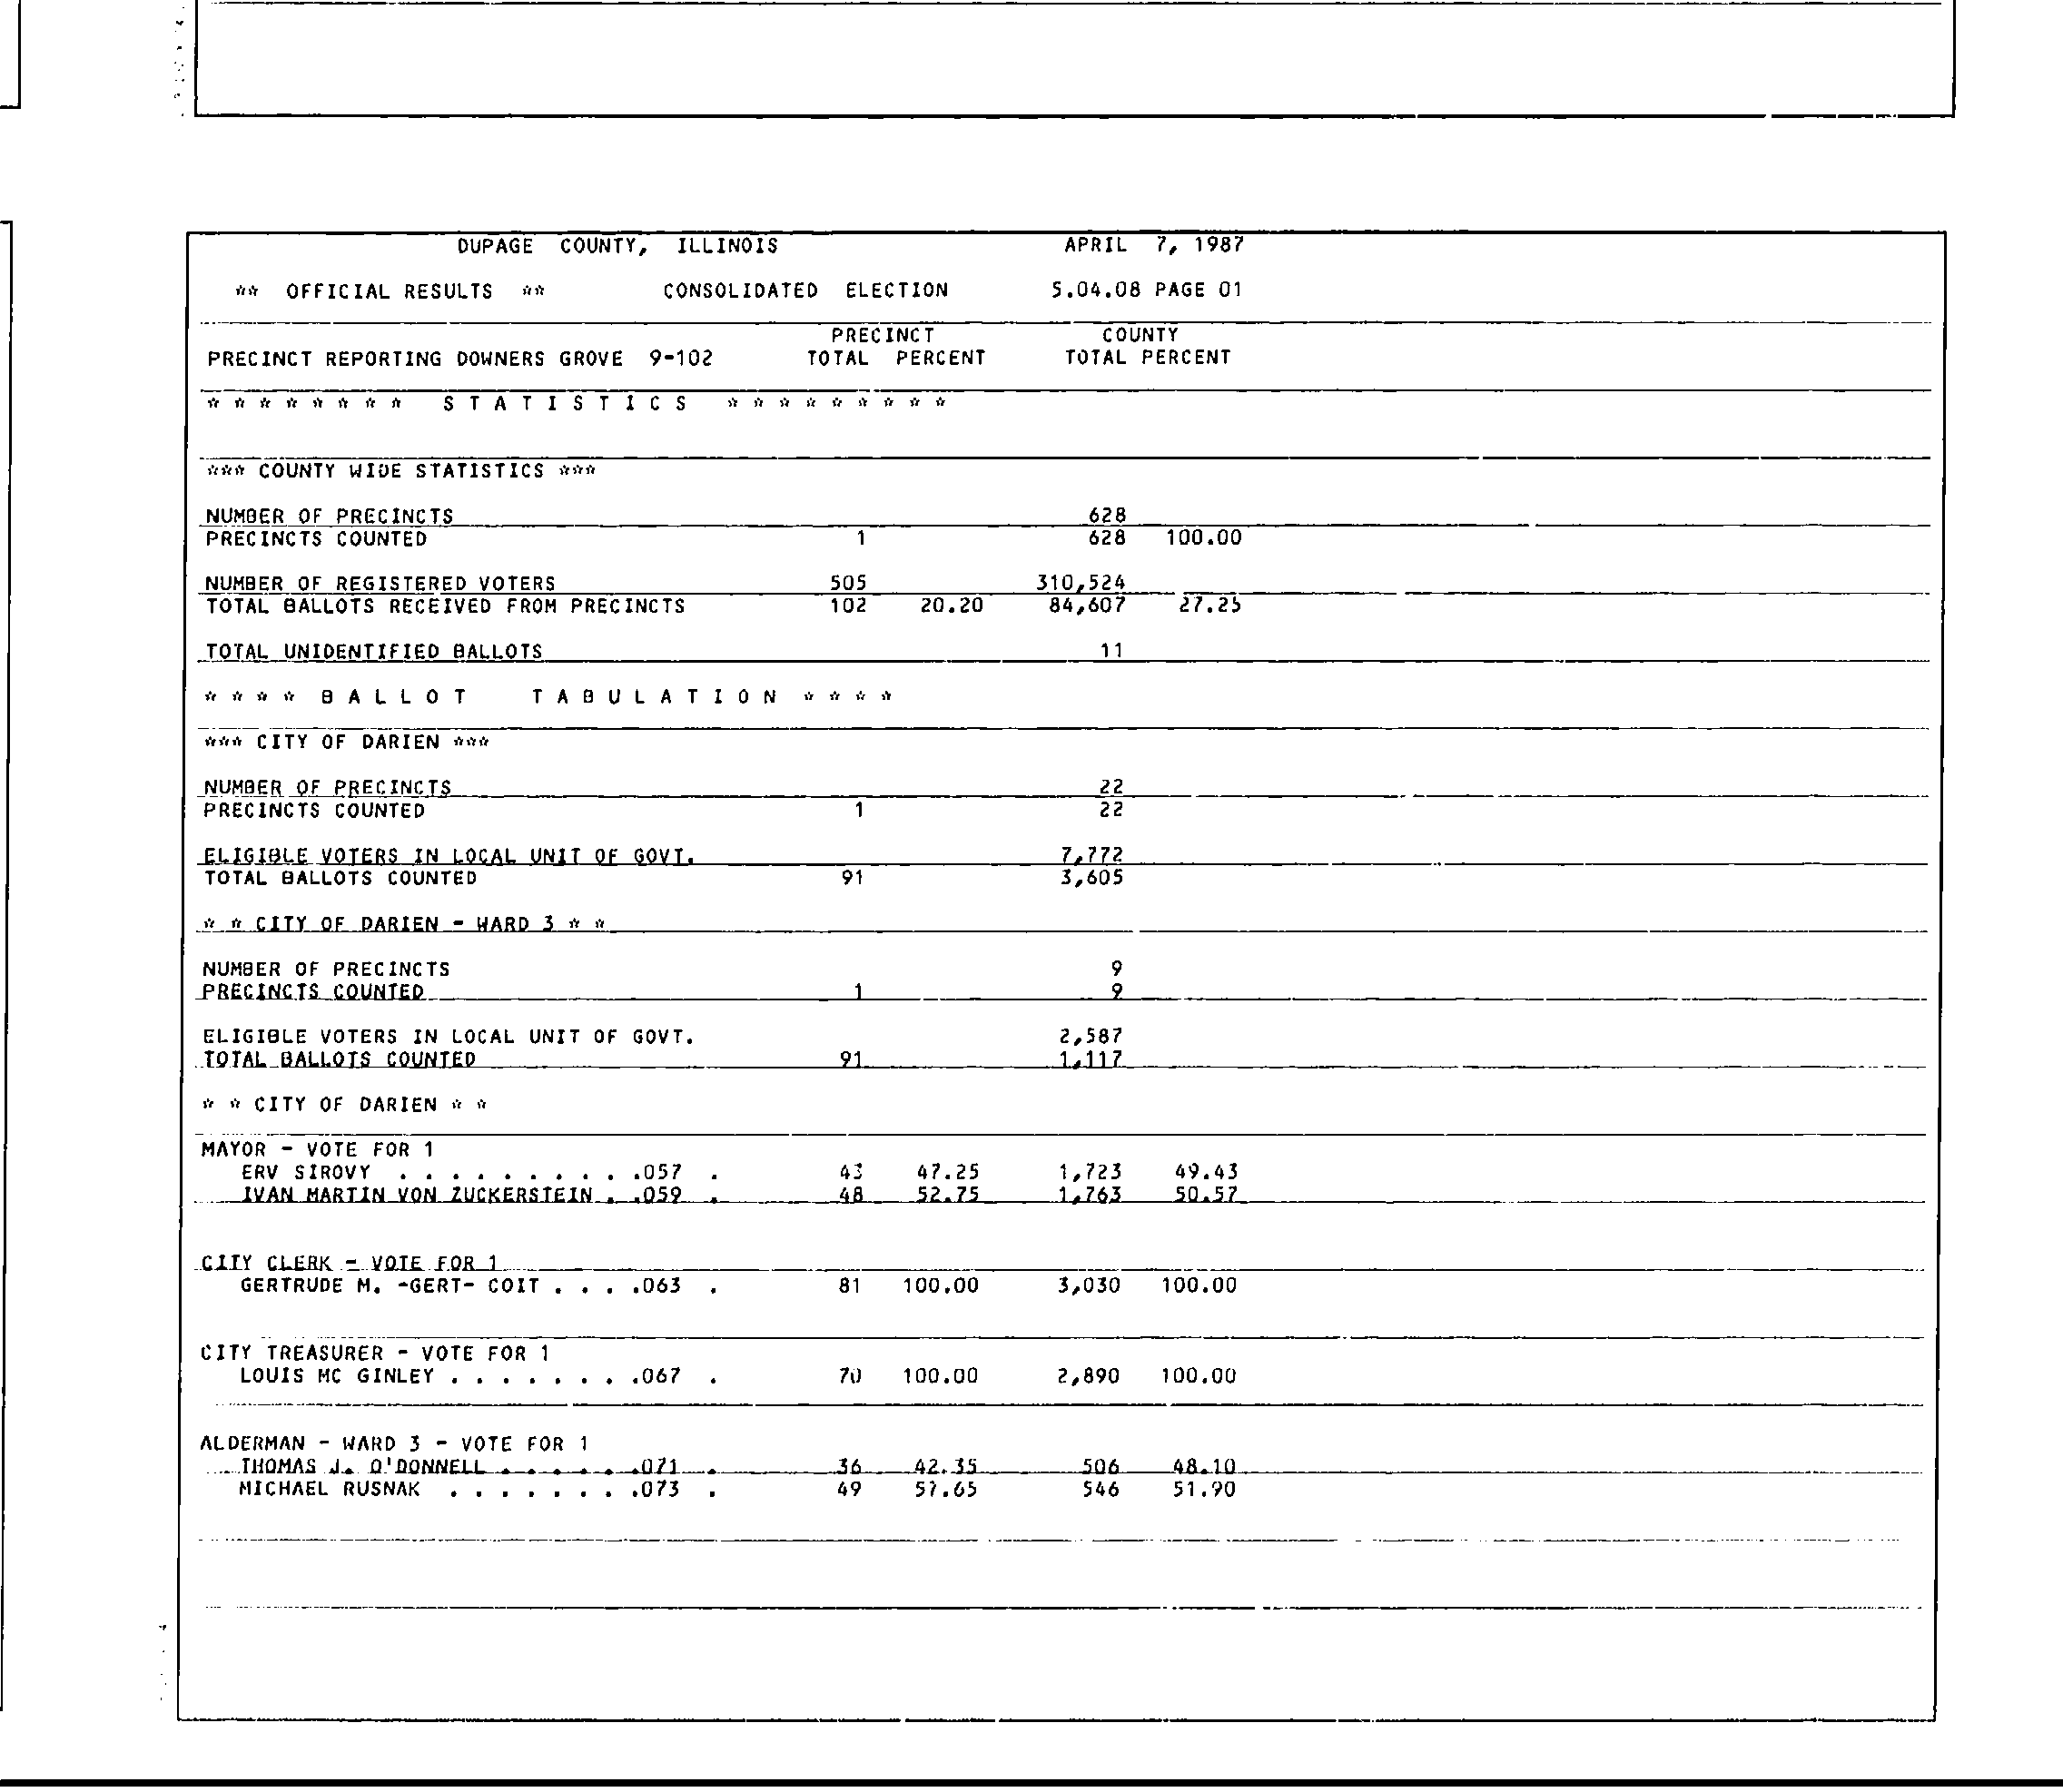 DUPAGE COUNTY, ILLINOIS APRIL 7, 1987
** OFFICIAL RESULTS ** CONSOLIDATED ELECTION 5.04.08 PAGE 01
PRECINCT COUNTY
PRECINCT REPORTING DOWNERS GROVE 9-102 TOTAL PERCENT TOTAL PERCENT
* * * * * * * * S T A T I S T I C S * * * * * * * * *
*** COUNTY WIDE STATISTICS ***
NUMBER OF PRECINCTS 628
PRECINCTS COUNTED 1 628 100.00
NUMBER OF REGISTERED VOTERS 505 310,524
TOTAL BALLOTS RECEIVED FROM PRECINCTS 102 20.20 84,607 27.25
TOTAL UNIDENTIFIED BALLOTS 11
* * * * B A L L O T T A B U L A T I O N * * * *
*** CITY OF DARIEN ***
NUMBER OF PRECINCTS 22
PRECINCTS COUNTED 1 22
ELIGIBLE VOTERS IN LOCAL UNIT OF GOVT. 7,772
TOTAL BALLOTS COUNTED 91 3,605
* * CITY OF DARIEN - WARD 3 * *
NUMBER OF PRECINCTS 9
PRECINCTS COUNTED 1 9
ELIGIBLE VOTERS IN LOCAL UNIT OF GOVT. 2,587
TOTAL BALLOTS COUNTED 91 1,117
* * CITY OF DARIEN * *
MAYOR - VOTE FOR 1
ERV SIROVY . . . . . . . . . .057 . 43 47.25 1,723 49.43
IVAN MARTIN VON ZUCKERSTEIN . .059 . 48 52.75 1,763 50.57
CITY CLERK - VOTE FOR 1
GERTRUDE M. -GERT- COIT . . . .063 . 81 100.00 3,030 100.00
CITY TREASURER - VOTE FOR 1
LOUIS MC GINLEY . . . . . . . .067 . 70 100.00 2,890 100.00
ALDERMAN - WARD 3 - VOTE FOR 1
THOMAS J. O'DONNELL . . . . . .071 . 36 42.35 506 48.10
MICHAEL RUSNAK . . . . . . . .073 . 49 57.65 546 51.90